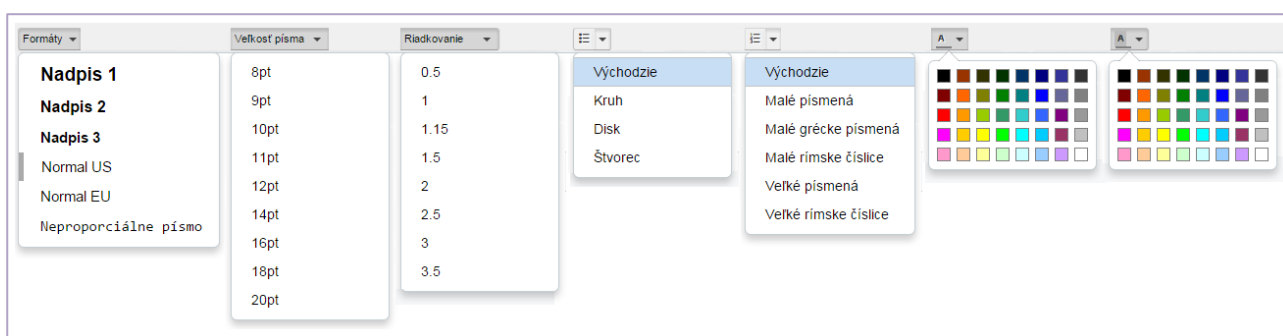 Formáty
Nadpis 1
Nadpis 2
Nadpis 3
Normal US
Normal EU
Neproporciálne písmo
Veľkosť písma
8pt
9pt
10pt
11pt
12pt
14pt
16pt
18pt
20pt
Riadkovanie
0.5
1
1.15
1.5
2
2.5
3
3.5
Východzie
Kruh
Disk
Štvorec
Východzie
Malé písmená
Malé grécke písmená
Malé rímske číslice
Veľké písmená
Veľké rímske číslice
A
A